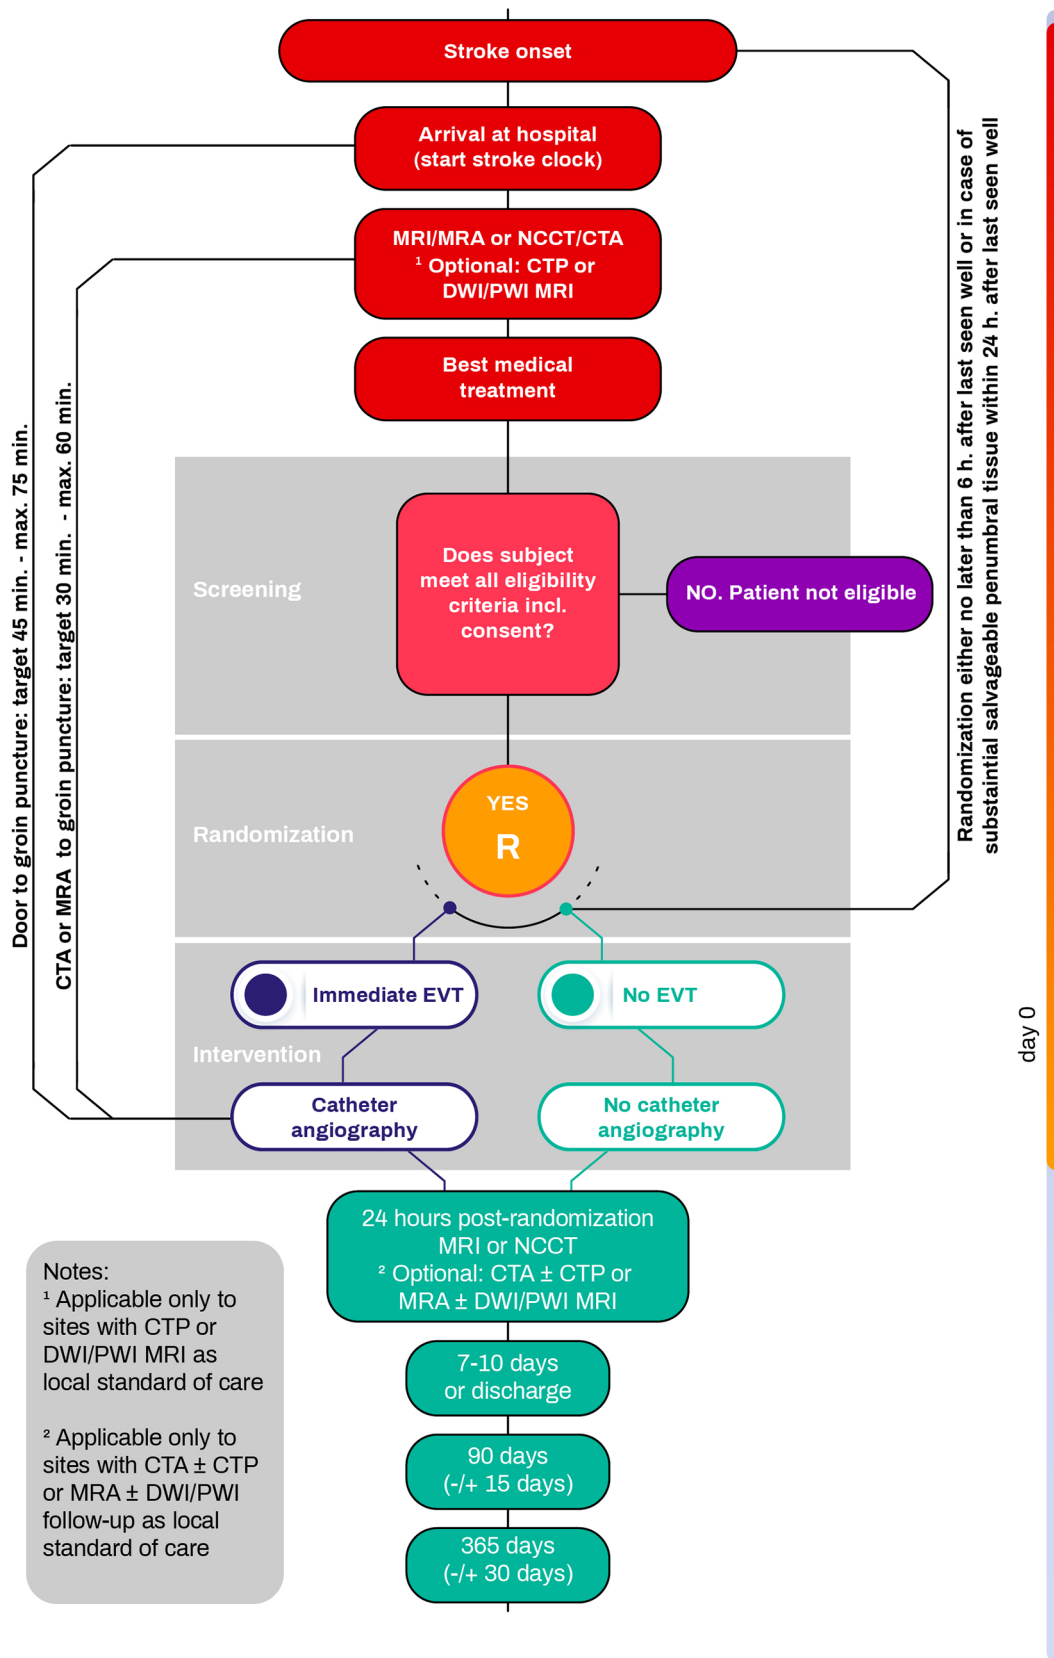 Stroke onset
Arrival at hospital
(start stroke clock)
MRI/MRA or NCCT/CTA
¹ Optional: CTP or
DWI/PWI MRI
Best medical
treatment
Door to groin puncture: target 45 min. - max. 75 min.
CTA or MRA  to groin puncture: target 30 min.  - max. 60 min.
Randomization either no later than 6 h. after last seen well or in case of
substaintial salvageable penumbral tissue within 24 h. after last seen well
Screening
Does subject
meet all eligibility
criteria incl.
consent?
NO. Patient not eligible
Randomization
YES
R
Immediate EVT
No EVT
Intervention
Catheter
angiography
No catheter
angiography
day 0
24 hours post-randomization
MRI or NCCT
² Optional: CTA ± CTP or
MRA ± DWI/PWI MRI
7-10 days
or discharge
90 days
(-/+ 15 days)
365 days
(-/+ 30 days)
Notes:
¹ Applicable only to
sites with CTP or
DWI/PWI MRI as
local standard of care
² Applicable only to
sites with CTA ± CTP
or MRA ± DWI/PWI
follow-up as local
standard of care